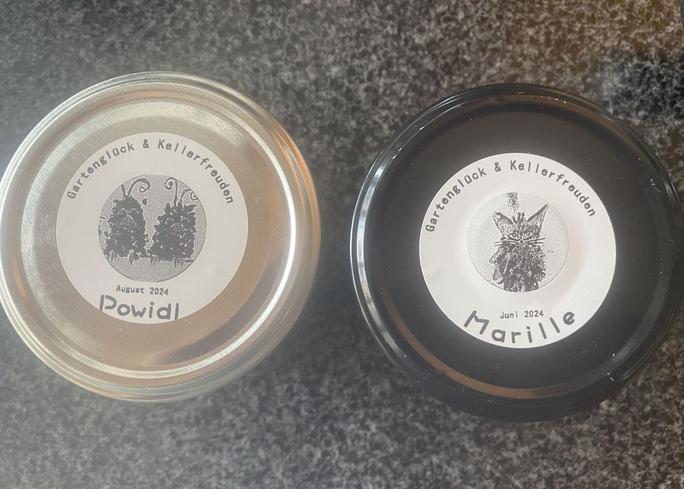 Gartenglück & Kellerfreuden
August 2024
Powidl
Gartenglück & Kellerfreuden
Juni 2024
Marille